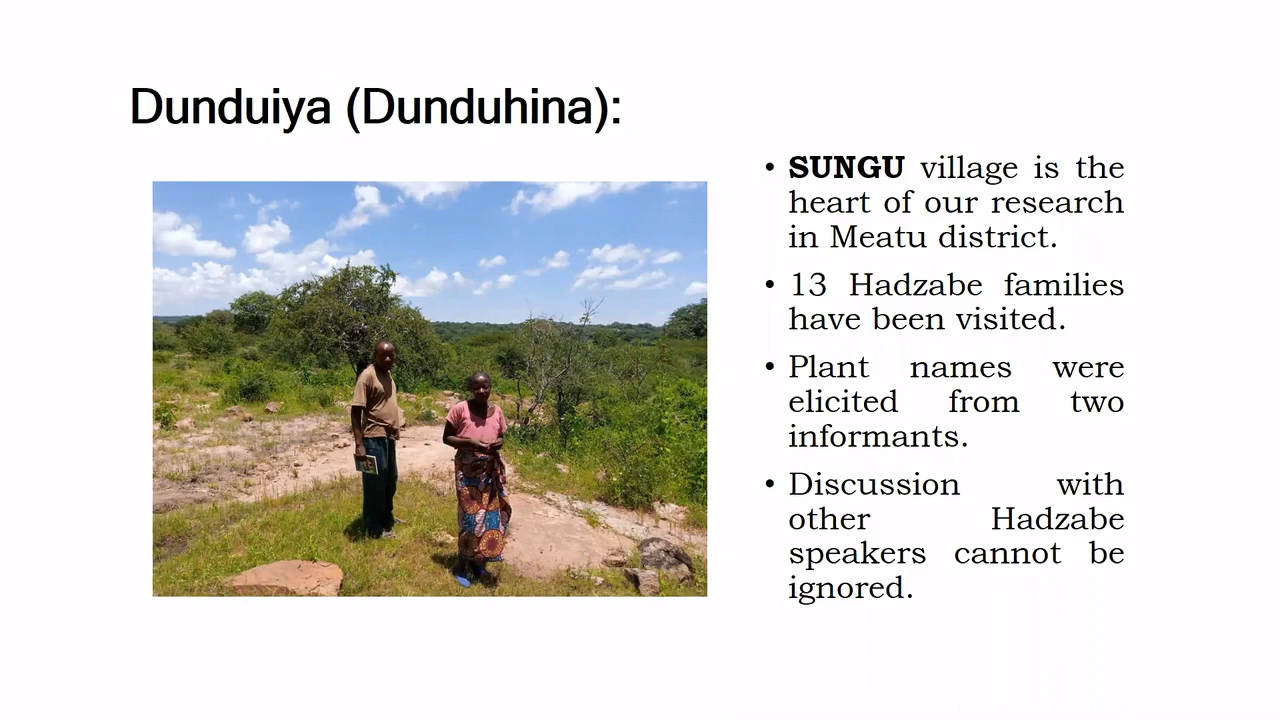 Dunduiya (Dunduhina):
• SUNGU village is the
heart of our research
in Meatu district.
• 13 Hadzabe families
have been visited.
• Plant names were
elicited from two
informants.
• Discussion with
other Hadzabe
speakers cannot be
ignored.